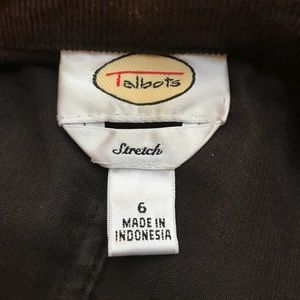 Talbots
Stretch
6
MADE IN
INDONESIA